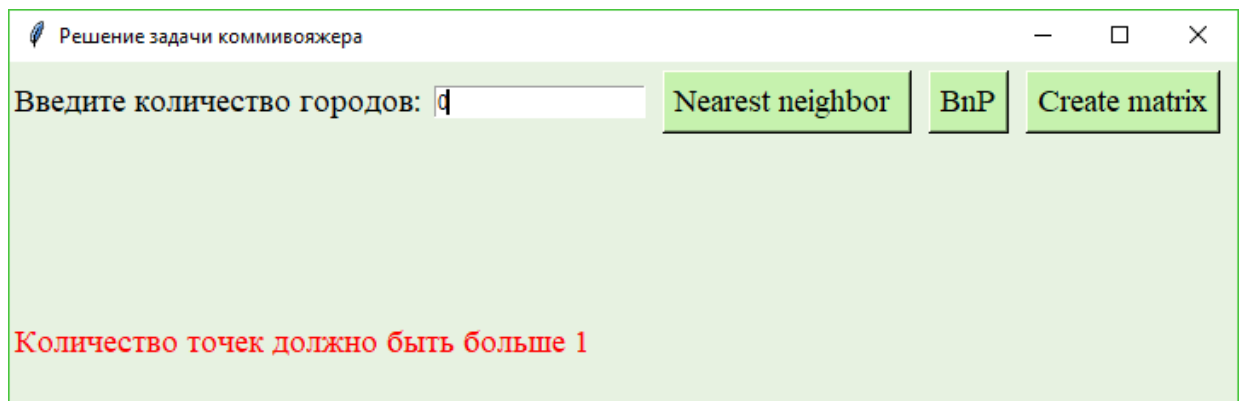 Решение задачи коммивояжера
Введите количество городов: 0 Nearest neighbor BnP Create matrix
Количество точек должно быть больше 1